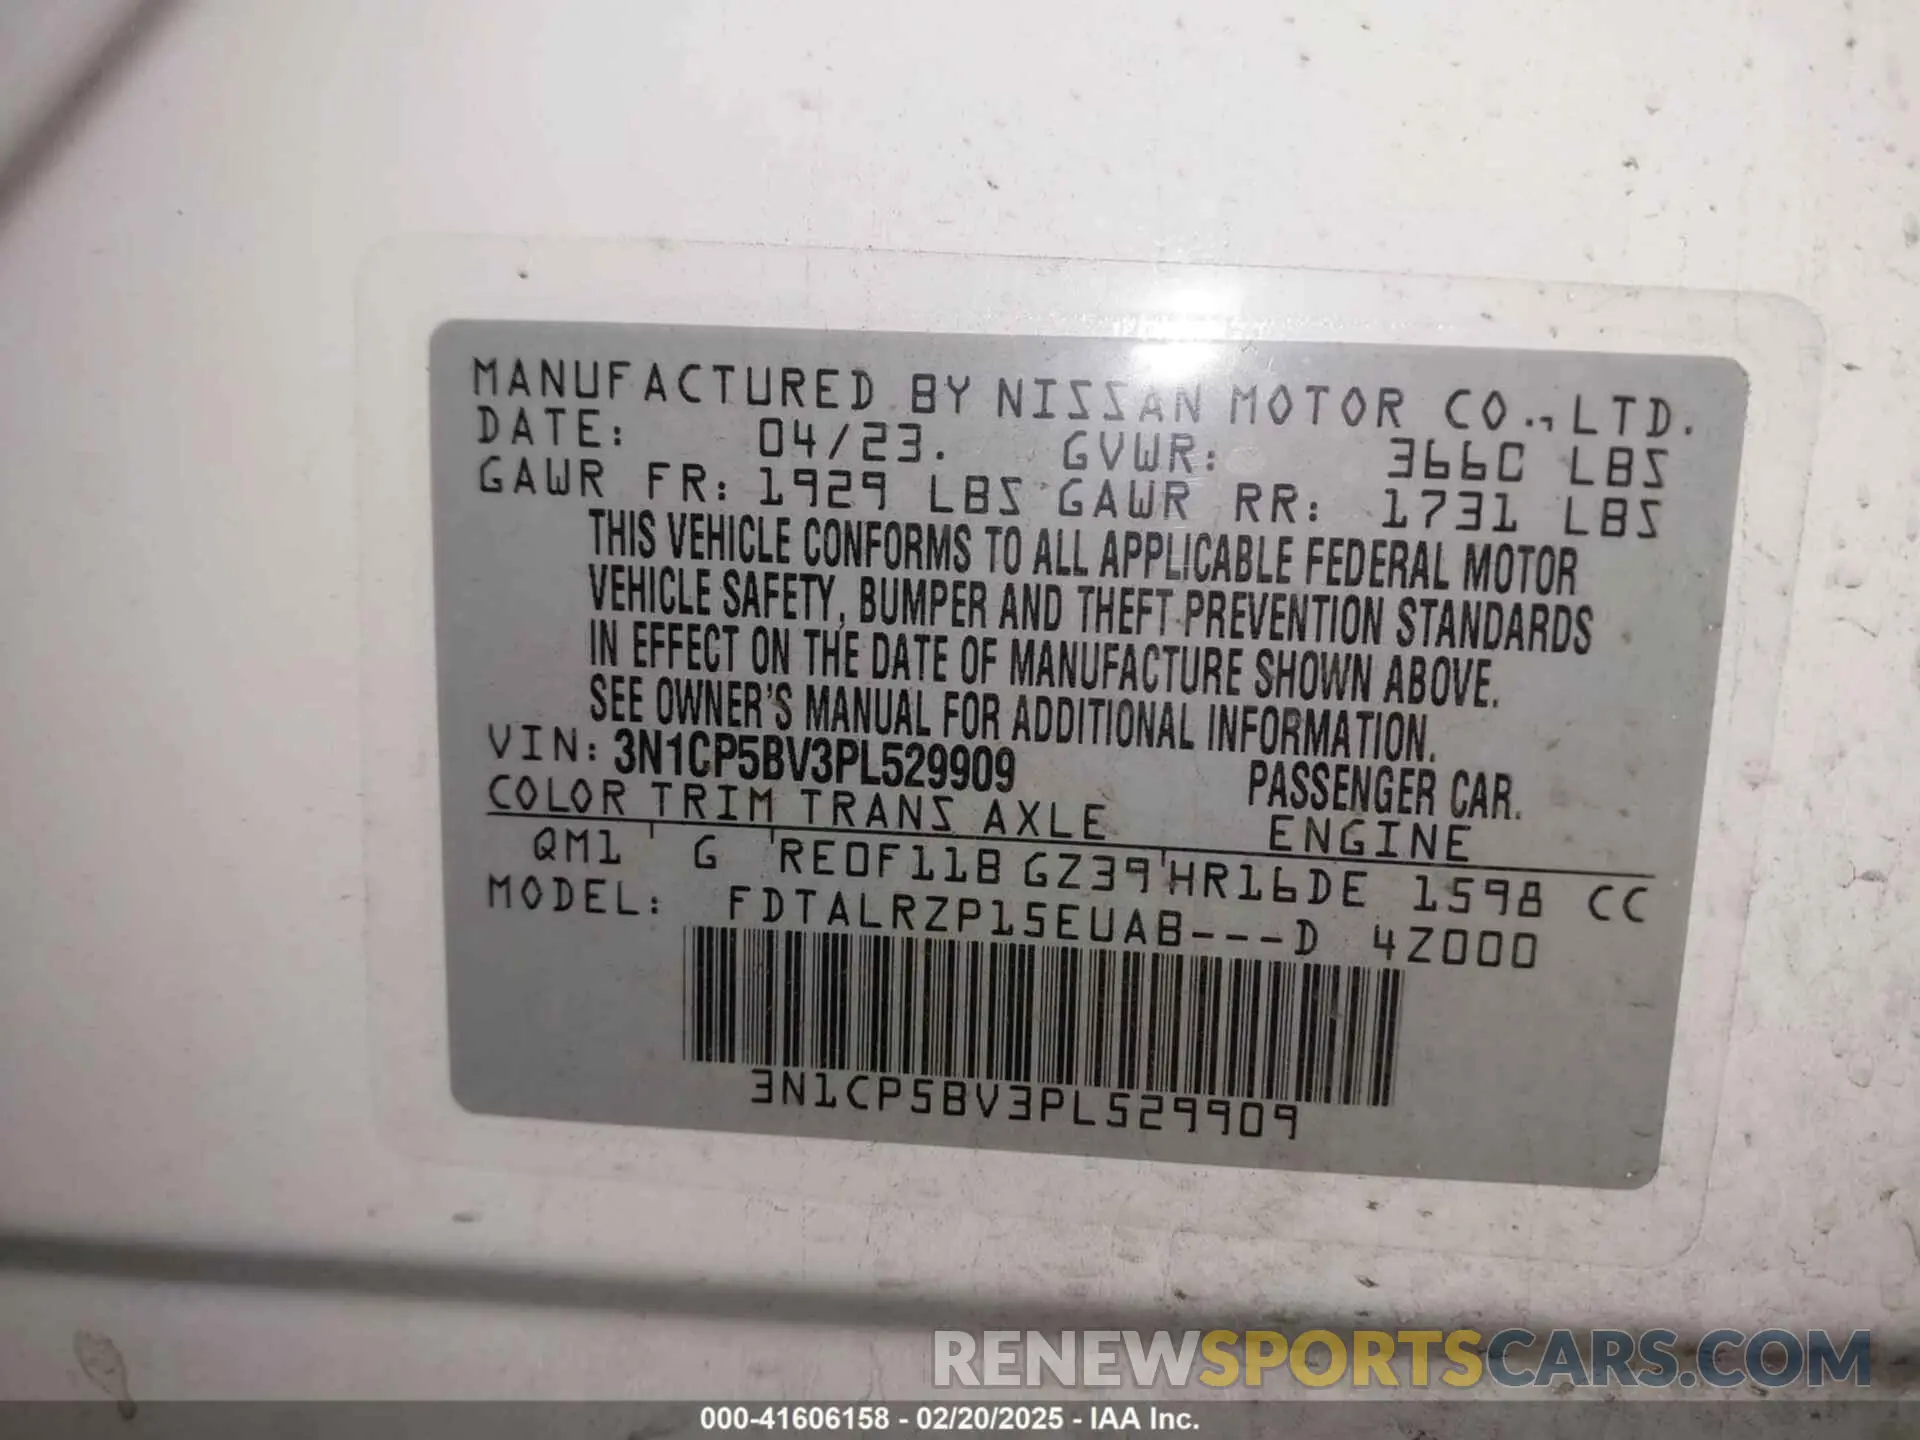 MANUFACTURED BY NISSAN MOTOR CO.,LTD.
DATE: 04/23. GVWR: 3660 LBS
GAWR FR: 1929 LBS GAWR RR: 1731 LBS
THIS VEHICLE CONFORMS TO ALL APPLICABLE FEDERAL MOTOR
VEHICLE SAFETY, BUMPER AND THEFT PREVENTION STANDARDS
IN EFFECT ON THE DATE OF MANUFACTURE SHOWN ABOVE.
SEE OWNER'S MANUAL FOR ADDITIONAL INFORMATION.
VIN: 3N1CP5BV3PL529909 PASSENGER CAR.
COLOR TRIM TRANS AXLE ENGINE
QM1 G RE0F11B GZ39 HR16DE 1598 CC
MODEL: FDTALRZP15EUAB---D 4Z000
3N1CP5BV3PL529909
RENEWSPORTSCARS.COM
000-41606158 - 02/20/2025 - IAA Inc.